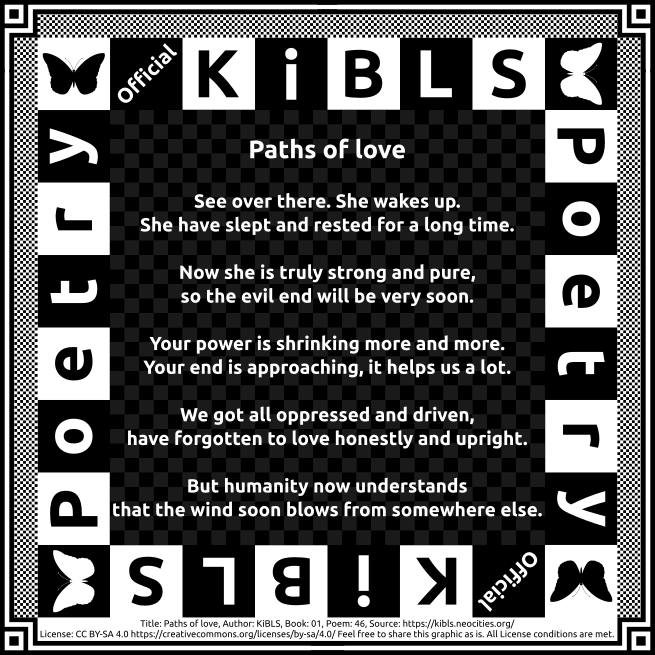 Official KiBLS
Poetry
Poetry
Paths of love
See over there. She wakes up.
She have slept and rested for a long time.
Now she is truly strong and pure,
so the evil end will be very soon.
Your power is shrinking more and more.
Your end is approaching, it helps us a lot.
We got all oppressed and driven,
have forgotten to love honestly and upright.
But humanity now understands
that the wind soon blows from somewhere else.
Official KiBLS
Title: Paths of love, Author: KiBLS, Book: 01, Poem: 46, Source: https://kibls.neocities.org/
License: CC BY-SA 4.0 https://creativecommons.org/licenses/by-sa/4.0/ Feel free to share this graphic as is. All License conditions are met.